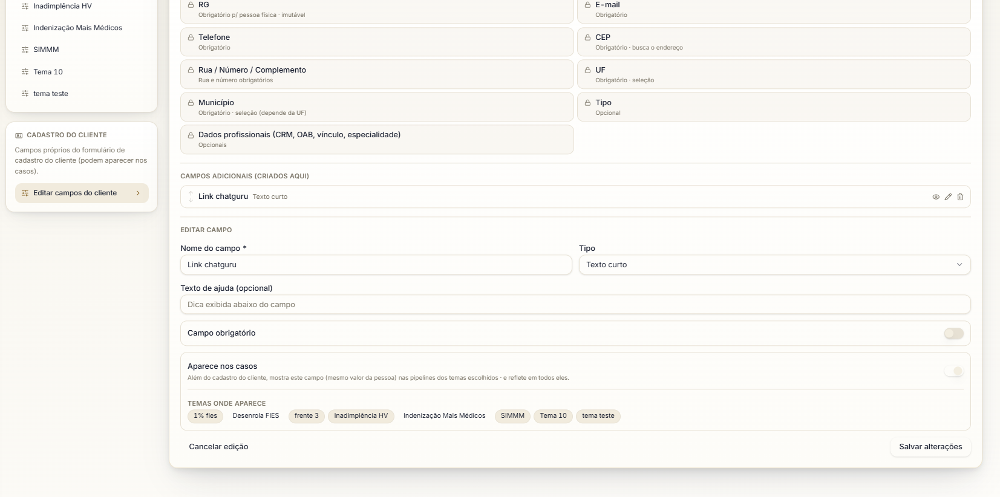 Inadimplência HV
Indenização Mais Médicos
SIMMM
Tema 10
tema teste
CADASTRO DO CLIENTE
Campos próprios do formulário de
cadastro do cliente (podem aparecer nos
casos).
Editar campos do cliente
RG
Obrigatório p/ pessoa física · imutável
E-mail
Obrigatório
Telefone
Obrigatório
CEP
Obrigatório · busca o endereço
Rua / Número / Complemento
Rua e número obrigatórios
UF
Obrigatório · seleção
Município
Obrigatório · seleção (depende da UF)
Tipo
Opcional
Dados profissionais (CRM, OAB, vínculo, especialidade)
Opcionais
CAMPOS ADICIONAIS (CRIADOS AQUI)
Link chatguru Texto curto
EDITAR CAMPO
Nome do campo *
Link chatguru
Tipo
Texto curto
Texto de ajuda (opcional)
Dica exibida abaixo do campo
Campo obrigatório
Aparece nos casos
Além do cadastro do cliente, mostra este campo (mesmo valor da pessoa) nas pipelines dos temas escolhidos · e reflete em todos eles.
TEMAS ONDE APARECE
1% fies Desenrola FIES frente 3 Inadimplência HV Indenização Mais Médicos SIMMM Tema 10 tema teste
Cancelar edição
Salvar alterações